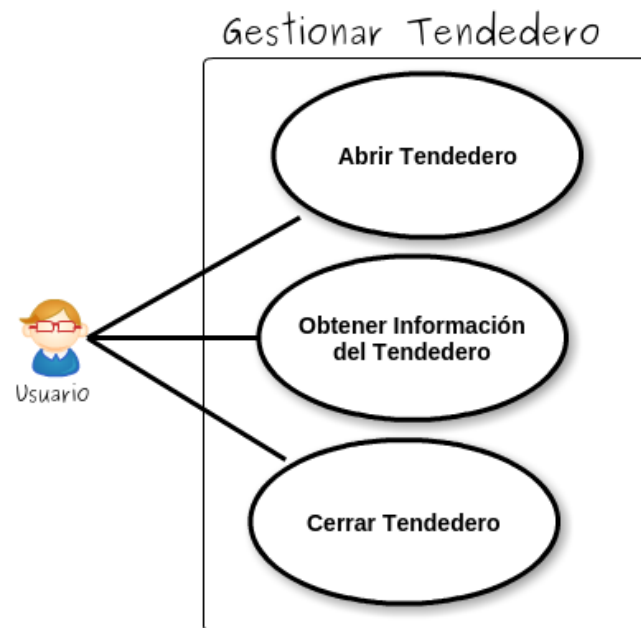 Gestionar Tendedero
Abrir Tendedero
Obtener Información
del Tendedero
Usuario
Cerrar Tendedero